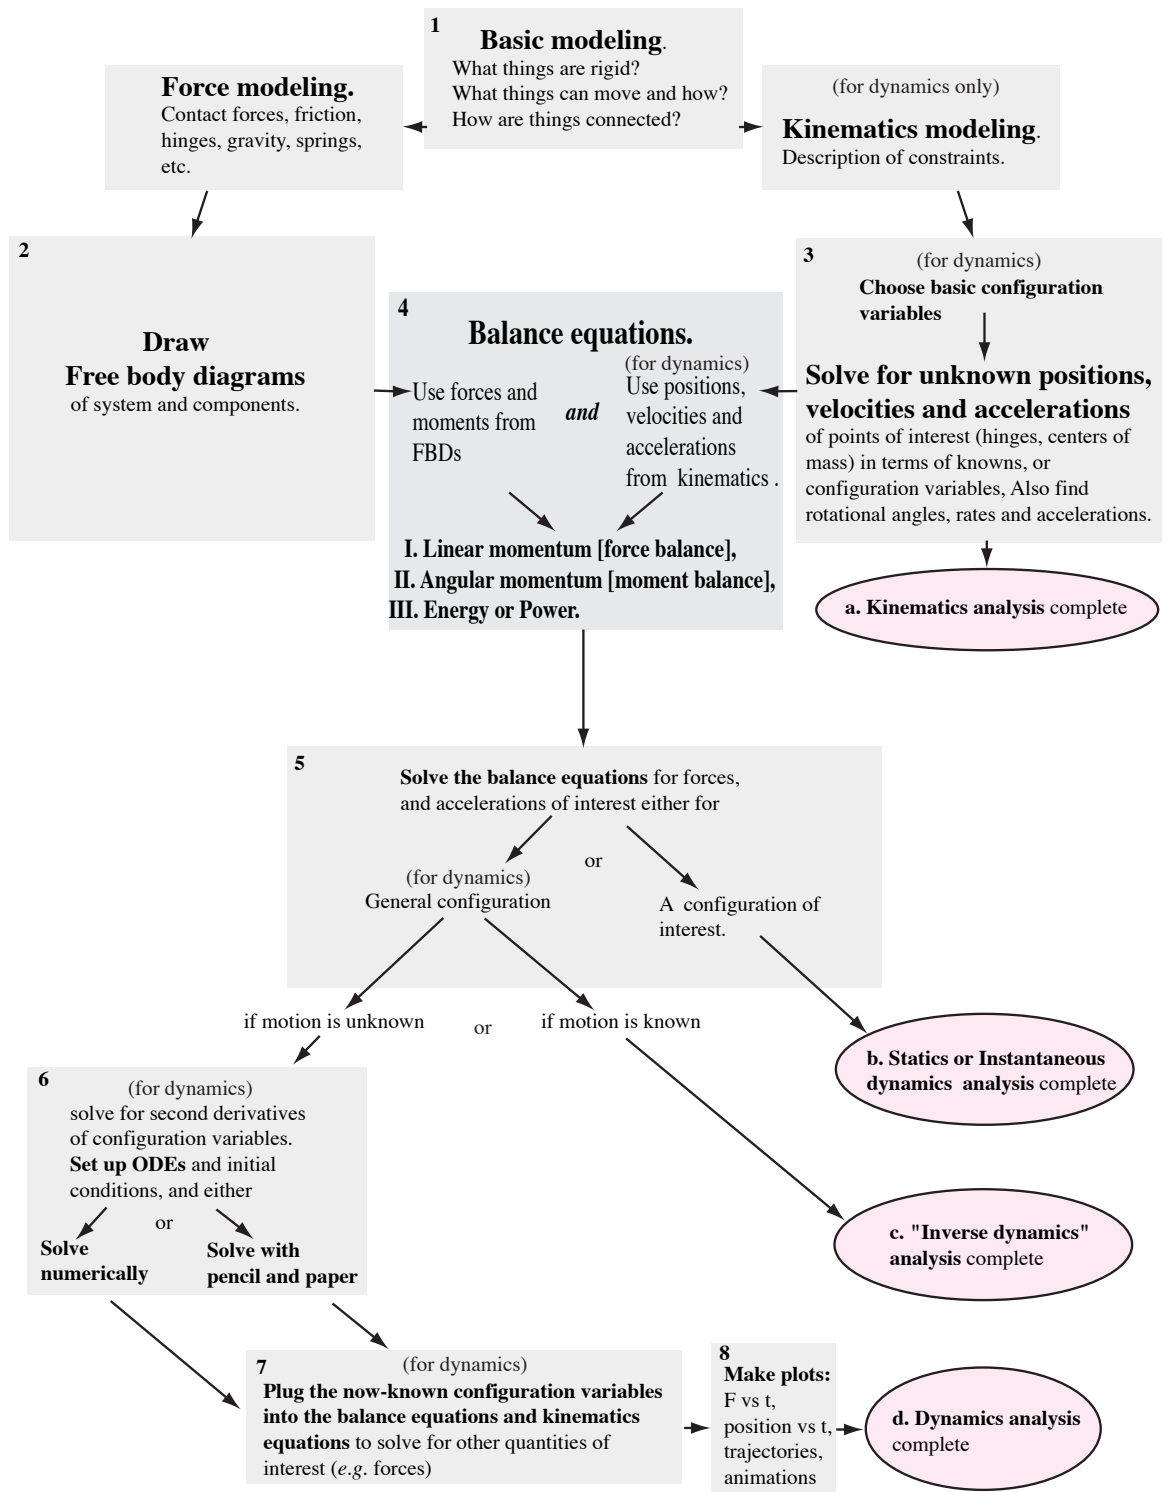 1
Basic modeling.
What things are rigid?
What things can move and how?
How are things connected?
Force modeling.
Contact forces, friction,
hinges, gravity, springs,
etc.
(for dynamics only)
Kinematics modeling.
Description of constraints.
2
Draw
Free body diagrams
of system and components.
3
(for dynamics)
Choose basic configuration
variables
Solve for unknown positions,
velocities and accelerations
of points of interest (hinges, centers of
mass) in terms of knowns, or
configuration variables, Also find
rotational angles, rates and accelerations.
a. Kinematics analysis complete
4
Balance equations.
Use forces and
moments from
FBDs
and
(for dynamics)
Use positions,
velocities and
accelerations
from kinematics .
I. Linear momentum [force balance],
II. Angular momentum [moment balance],
III. Energy or Power.
5
Solve the balance equations for forces,
and accelerations of interest either for
or
(for dynamics)
General configuration
A configuration of
interest.
if motion is unknown
or
if motion is known
b. Statics or Instantaneous
dynamics analysis complete
6
(for dynamics)
solve for second derivatives
of configuration variables.
Set up ODEs and initial
conditions, and either
or
Solve
numerically
Solve with
pencil and paper
c. "Inverse dynamics"
analysis complete
7
(for dynamics)
Plug the now-known configuration variables
into the balance equations and kinematics
equations to solve for other quantities of
interest (e.g. forces)
8
Make plots:
F vs t,
position vs t,
trajectories,
animations
d. Dynamics analysis
complete